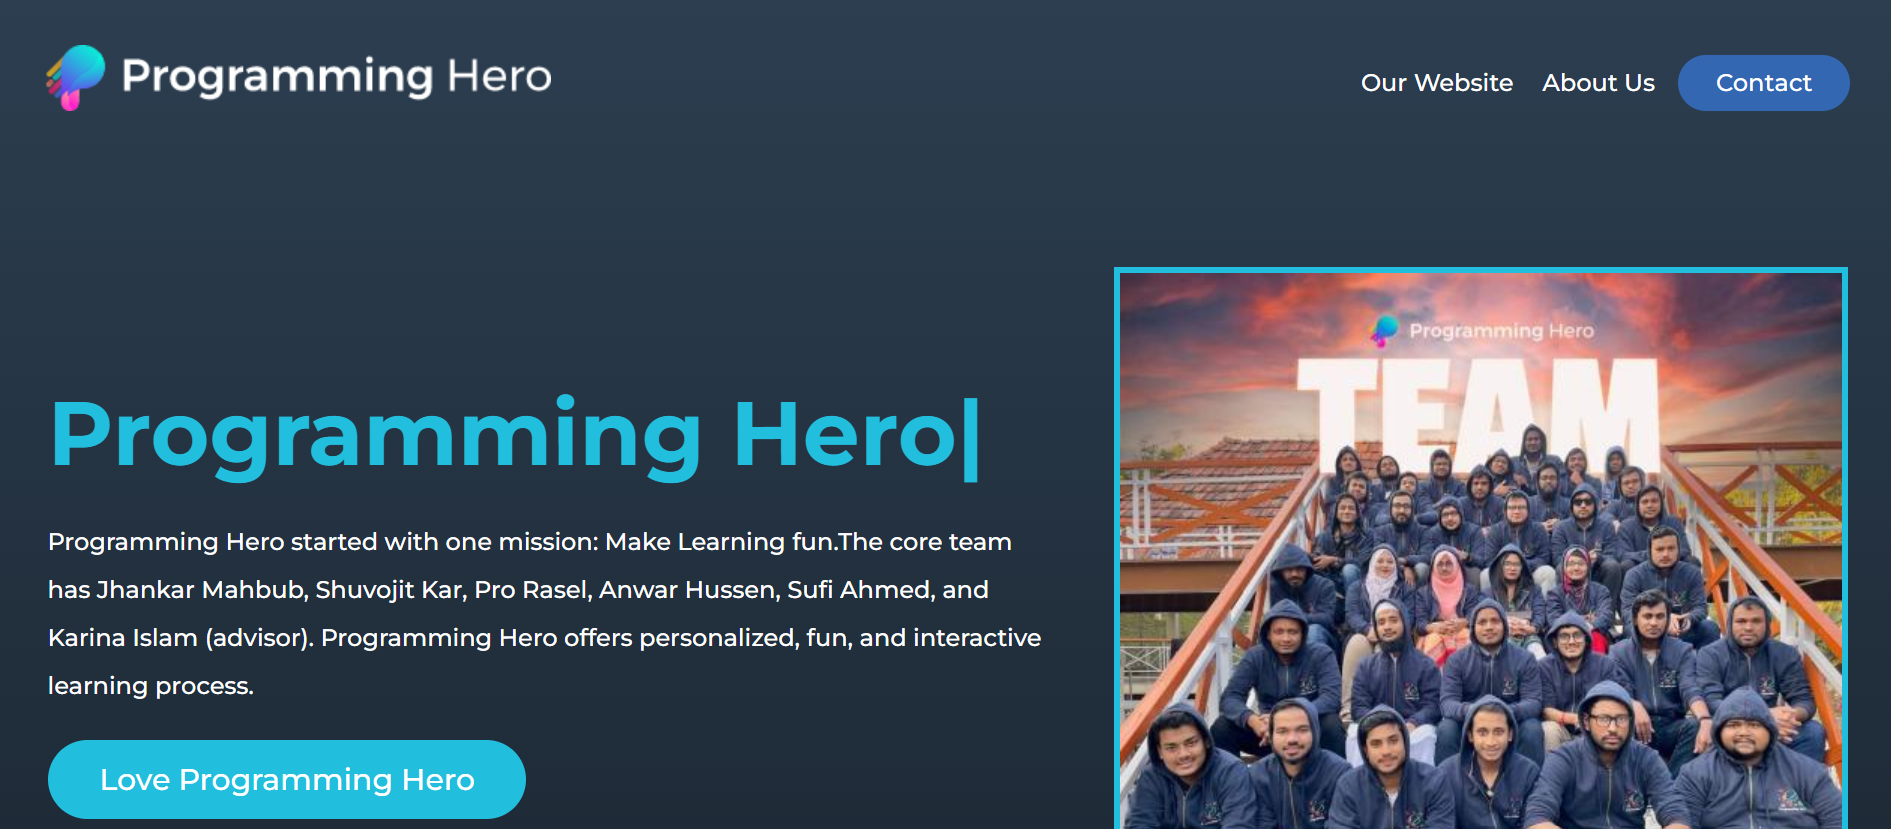 Programming Hero
Our Website
About Us
Contact
Programming Hero|
Programming Hero started with one mission: Make Learning fun.The core team
has Jhankar Mahbub, Shuvojit Kar, Pro Rasel, Anwar Hussen, Sufi Ahmed, and
Karina Islam (advisor). Programming Hero offers personalized, fun, and interactive
learning process.
Love Programming Hero
Programming Hero
TEAM